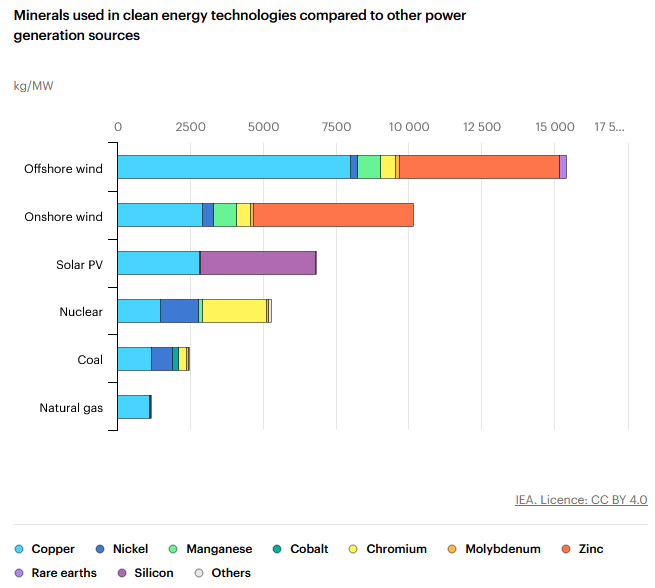 Minerals used in clean energy technologies compared to other power
generation sources
kg/MW
0 2500 5000 7500 10 000 12 500 15 000 17 5...
Offshore wind
Onshore wind
Solar PV
Nuclear
Coal
Natural gas
IEA. Licence: CC BY 4.0
Copper Nickel Manganese Cobalt Chromium Molybdenum Zinc
Rare earths Silicon Others